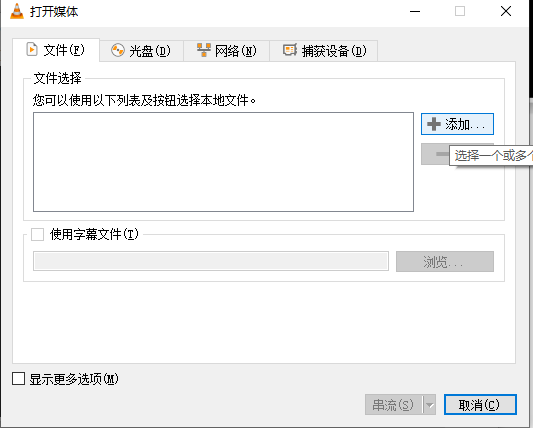 打开媒体
文件(F)
光盘(D)
网络(N)
捕获设备(D)
文件选择
您可以使用以下列表及按钮选择本地文件。
添加...
选择一个或多个
使用字幕文件(T)
浏览...
显示更多选项(M)
串流(S)
取消(C)